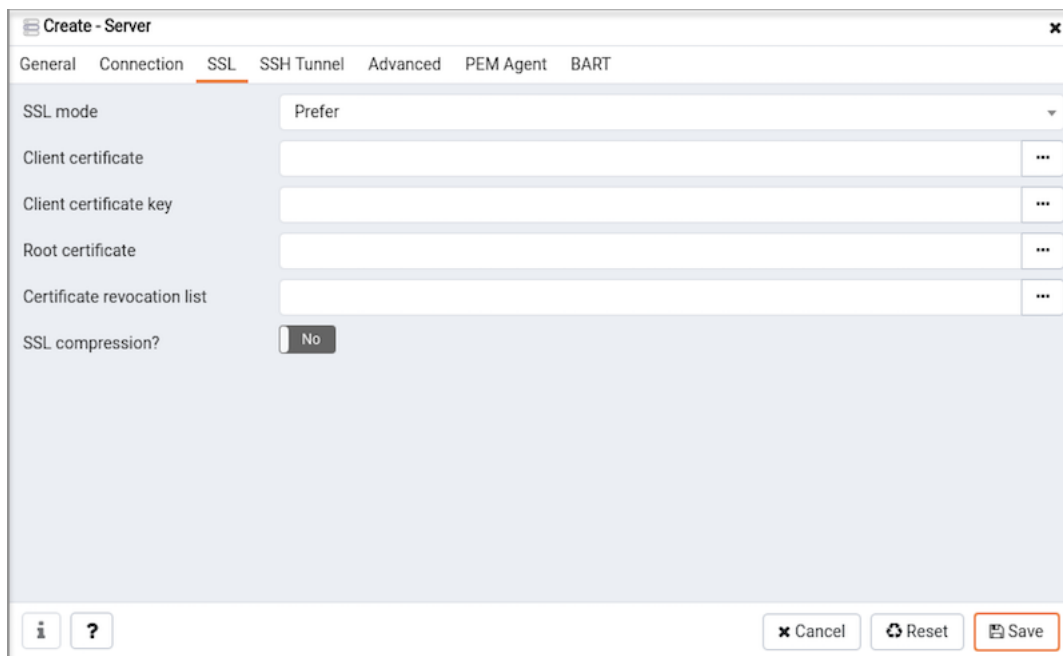 Create - Server
General Connection SSL SSH Tunnel Advanced PEM Agent BART
SSL mode Prefer
Client certificate
Client certificate key
Root certificate
Certificate revocation list
SSL compression? No
i ? Cancel Reset Save